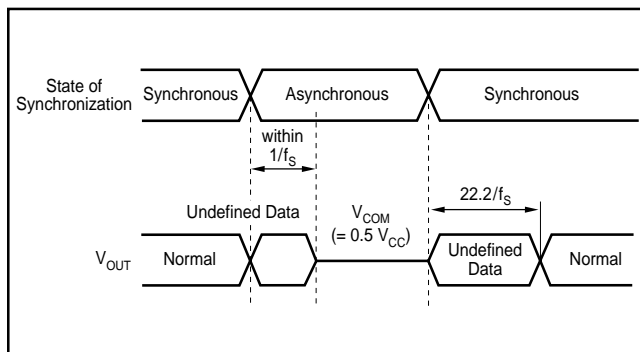 State of
Synchronization
Synchronous
Asynchronous
Synchronous
within
1/fS
22.2/fS
Undefined Data
VCOM
(= 0.5 VCC)
VOUT
Normal
Undefined
Data
Normal